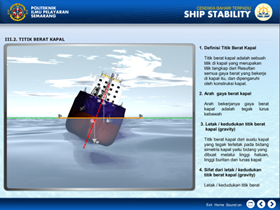 POLITEKNIK
ILMU PELAYARAN
SEMARANG
CERDAS BAHARI TERPADU
SHIP STABILITY
III.2. TITIK BERAT KAPAL
1. Definisi Titik Berat Kapal
Titik berat kapal adalah sebuah
titik di kapal yang merupakan
titik tangkap dari Resultan
semua gaya berat yang bekerja
di kapal itu, dan dipengaruhi
oleh konstruksi kapal.
2. Arah gaya berat kapal
Arah bekerjanya gaya berat
kapal adalah tegak lurus
kebawah
3. Letak / kedudukan titik berat
kapal (gravity)
Titik berat kapal dari suatu kapal
yang tegak terletak pada bidang
simetris kapal yaitu bidang yang
dibuat melalui linggi haluan,
linggi buritan dan lunas kapal
4. Sifat dari letak / kedudukan
titik berat kapal (gravity)
Letak / kedudukan titik berat
Exit Home Sound on